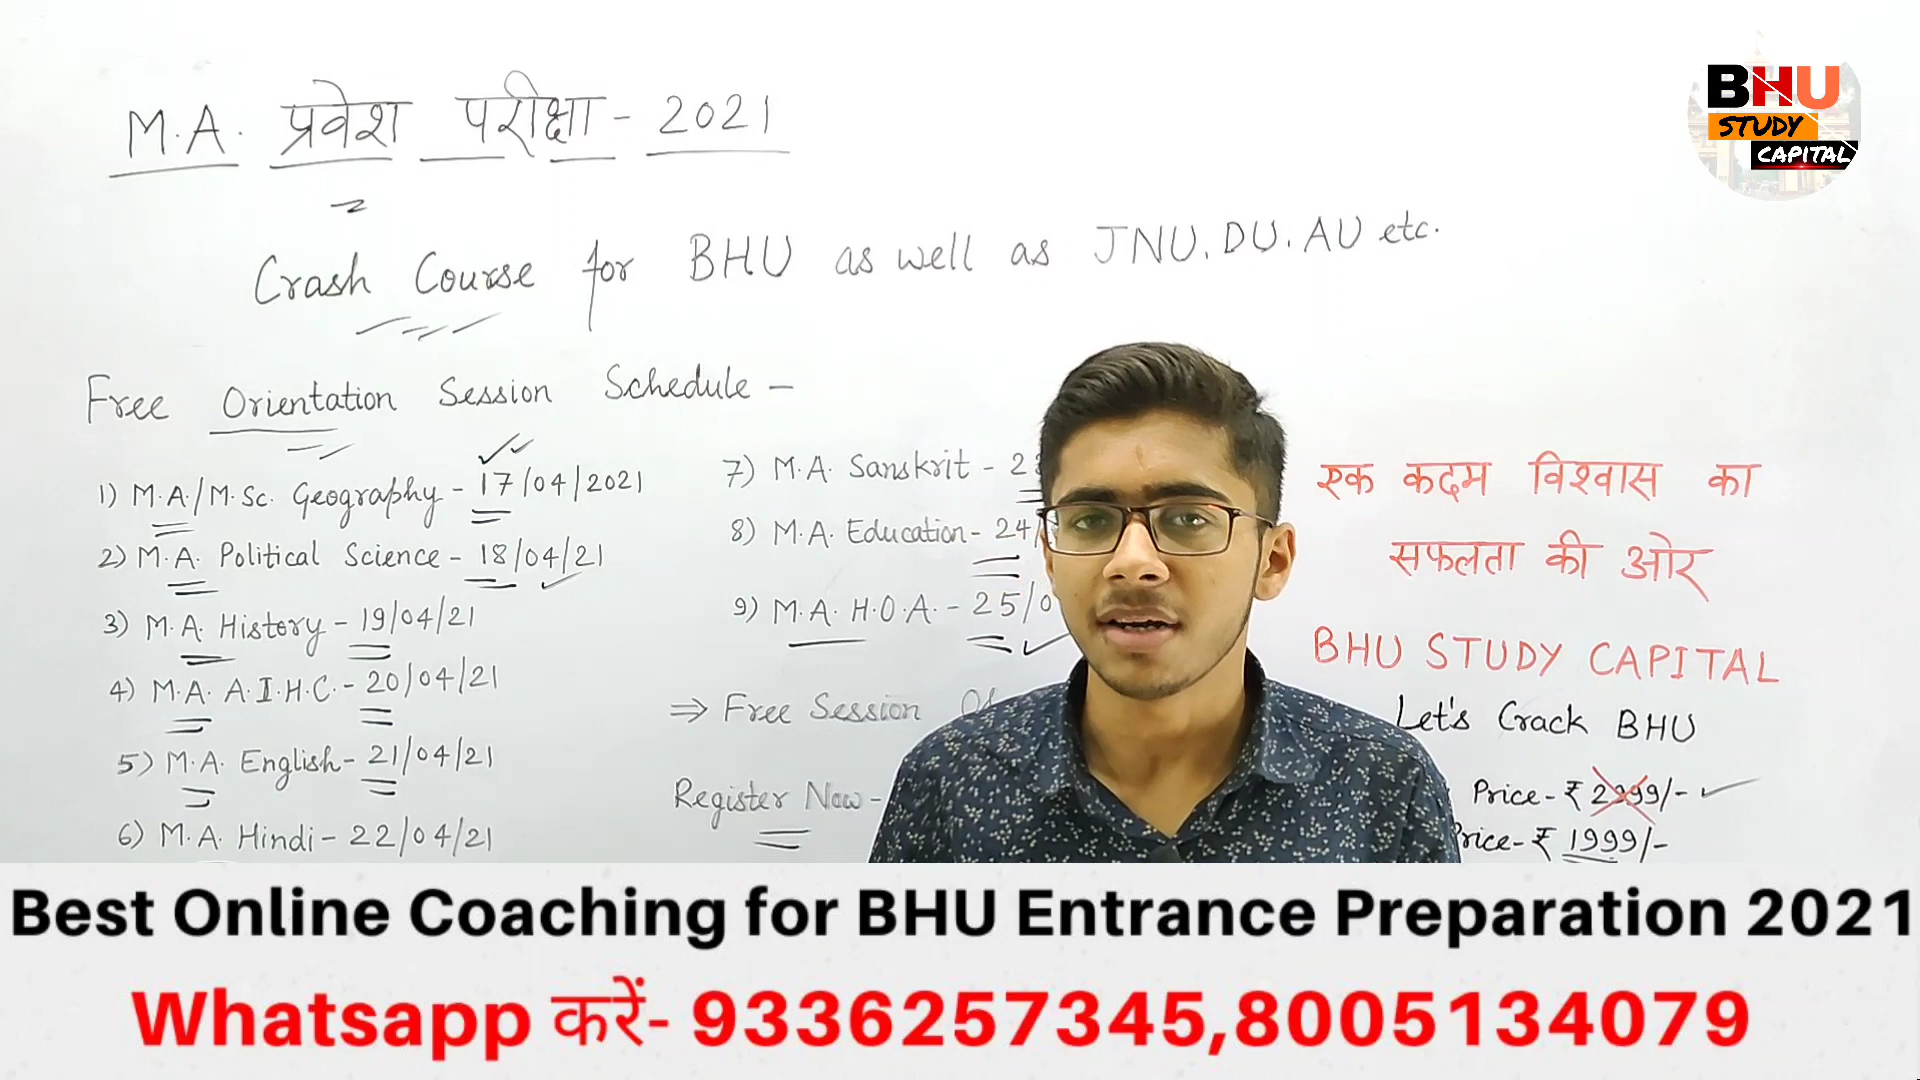 M.A. प्रवेश परीक्षा - 2021
BHU
STUDY
CAPITAL
Crash Course for BHU as well as JNU, DU, AU etc.
Free Orientation Session Schedule -
1) M.A./M.Sc. Geography - 17/04/2021
2) M.A. Political Science - 18/04/21
3) M.A. History - 19/04/21
4) M.A. A.I.H.C. - 20/04/21
5) M.A. English - 21/04/21
6) M.A. Hindi - 22/04/21
7) M.A. Sanskrit -
8) M.A. Education - 24/
9) M.A. H.O.A. - 25/0
⇒ Free Session
Register Now -
एक कदम विश्वास का
सफलता की ओर
BHU STUDY CAPITAL
Let's Crack BHU
Price - ₹ 2999/-
Price - ₹ 1999/-
Best Online Coaching for BHU Entrance Preparation 2021
Whatsapp करें- 9336257345,8005134079